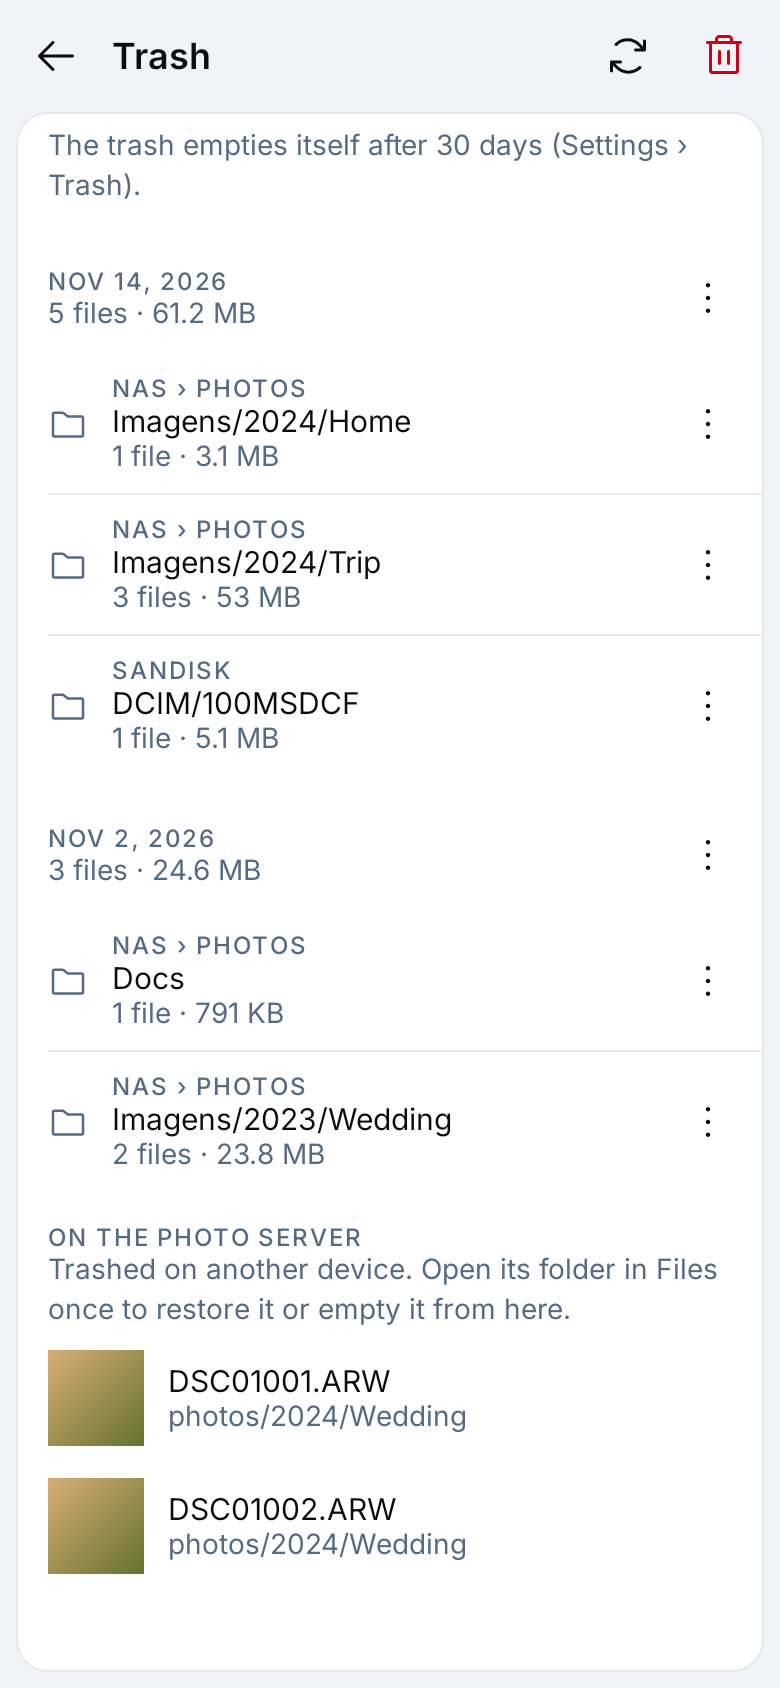 Trash
The trash empties itself after 30 days (Settings ›
Trash).
NOV 14, 2026
5 files · 61.2 MB
NAS › PHOTOS
Imagens/2024/Home
1 file · 3.1 MB
NAS › PHOTOS
Imagens/2024/Trip
3 files · 53 MB
SANDISK
DCIM/100MSDCF
1 file · 5.1 MB
NOV 2, 2026
3 files · 24.6 MB
NAS › PHOTOS
Docs
1 file · 791 KB
NAS › PHOTOS
Imagens/2023/Wedding
2 files · 23.8 MB
ON THE PHOTO SERVER
Trashed on another device. Open its folder in Files
once to restore it or empty it from here.
DSC01001.ARW
photos/2024/Wedding
DSC01002.ARW
photos/2024/Wedding